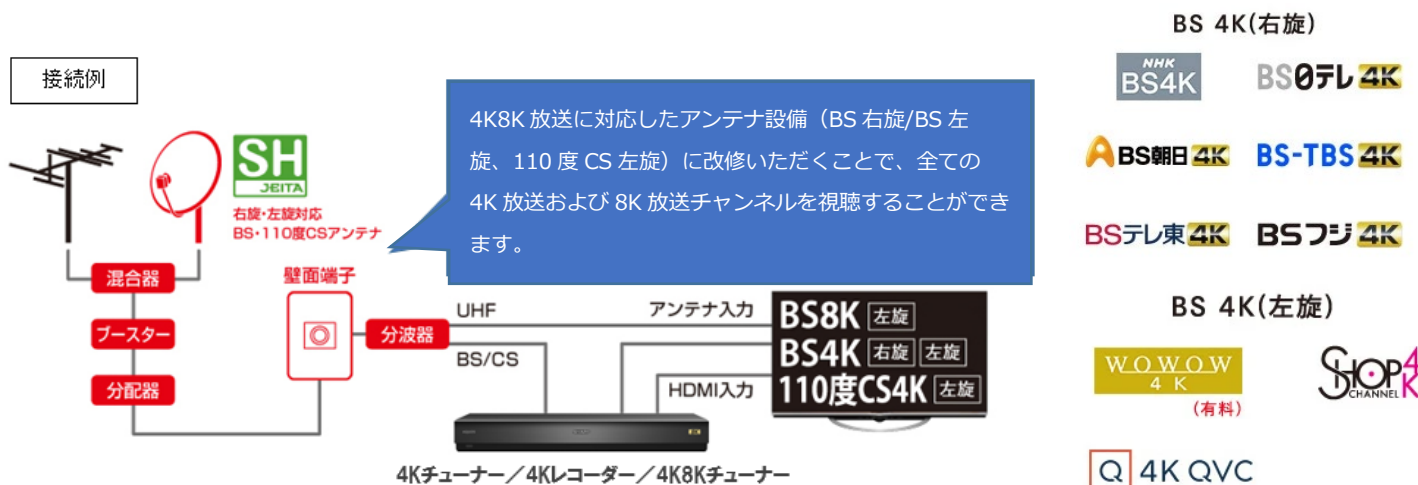 接続例
SH
JEITA
右旋・左旋対応
BS・110度CSアンテナ
4K8K 放送に対応したアンテナ設備（BS 右旋/BS 左
旋、110 度 CS 左旋）に改修いただくことで、全ての
4K 放送および 8K 放送チャンネルを視聴することができ
ます。
混合器
ブースター
分配器
壁面端子
分波器
UHF
BS/CS
アンテナ入力
HDMI入力
BS8K 左旋
BS4K 右旋 左旋
110度CS4K 左旋
4Kチューナー／4Kレコーダー／4K8Kチューナー
BS 4K(右旋)
NHK
BS4K
BS日テレ 4K
BS朝日 4K
BS-TBS 4K
BSテレ東 4K
BSフジ 4K
BS 4K(左旋)
WOWOW
4K
(有料)
SHOP
CHANNEL
4K
Q 4K QVC